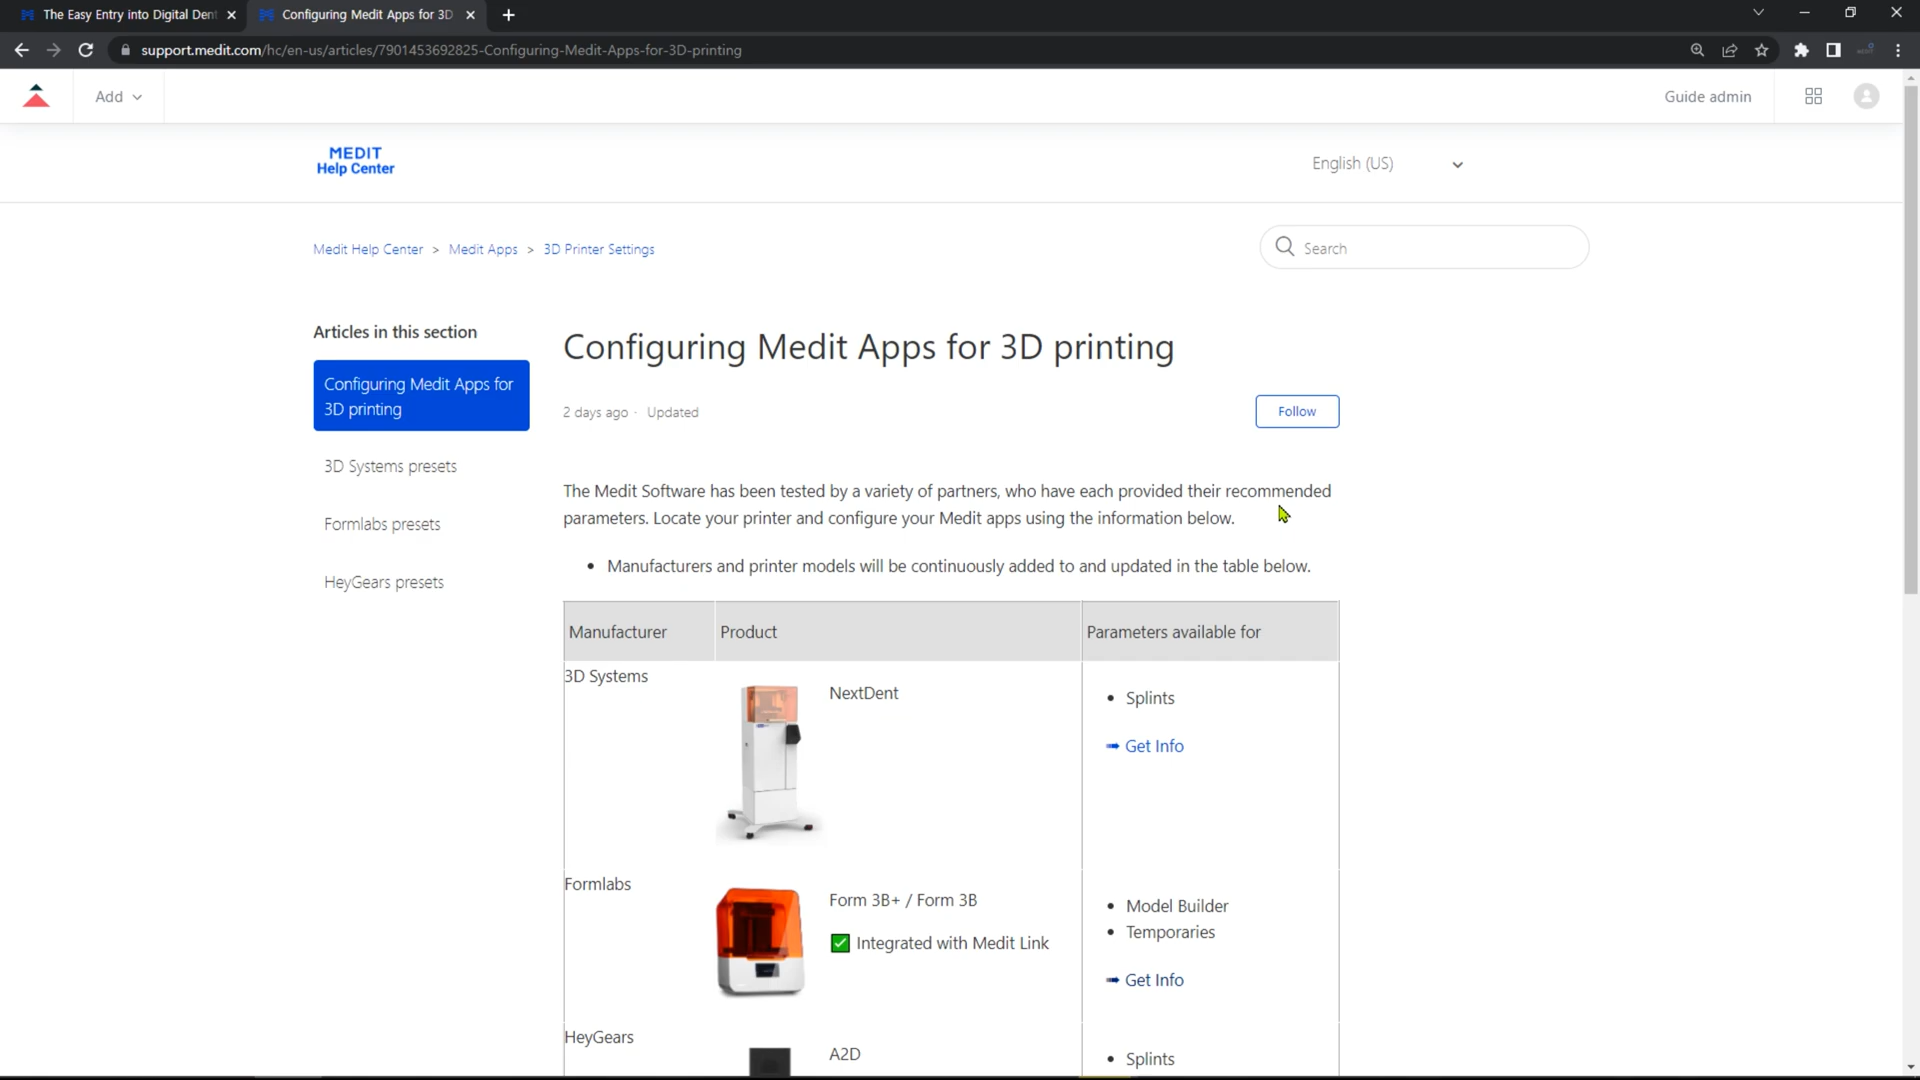 The Easy Entry into Digital Dent
Configuring Medit Apps for 3D
support.medit.com/hc/en-us/articles/7901453692825-Configuring-Medit-Apps-for-3D-printing
Add
Guide admin
MEDIT
Help Center
English (US)
Medit Help Center > Medit Apps > 3D Printer Settings
Search
Articles in this section
Configuring Medit Apps for
3D printing
3D Systems presets
Formlabs presets
HeyGears presets
Configuring Medit Apps for 3D printing
2 days ago · Updated
Follow
The Medit Software has been tested by a variety of partners, who have each provided their recommended
parameters. Locate your printer and configure your Medit apps using the information below.
• Manufacturers and printer models will be continuously added to and updated in the table below.
Manufacturer Product Parameters available for
3D Systems
NextDent
• Splints
➟ Get Info
Formlabs
Form 3B+ / Form 3B
✅ Integrated with Medit Link
• Model Builder
• Temporaries
➟ Get Info
HeyGears
A2D
• Splints